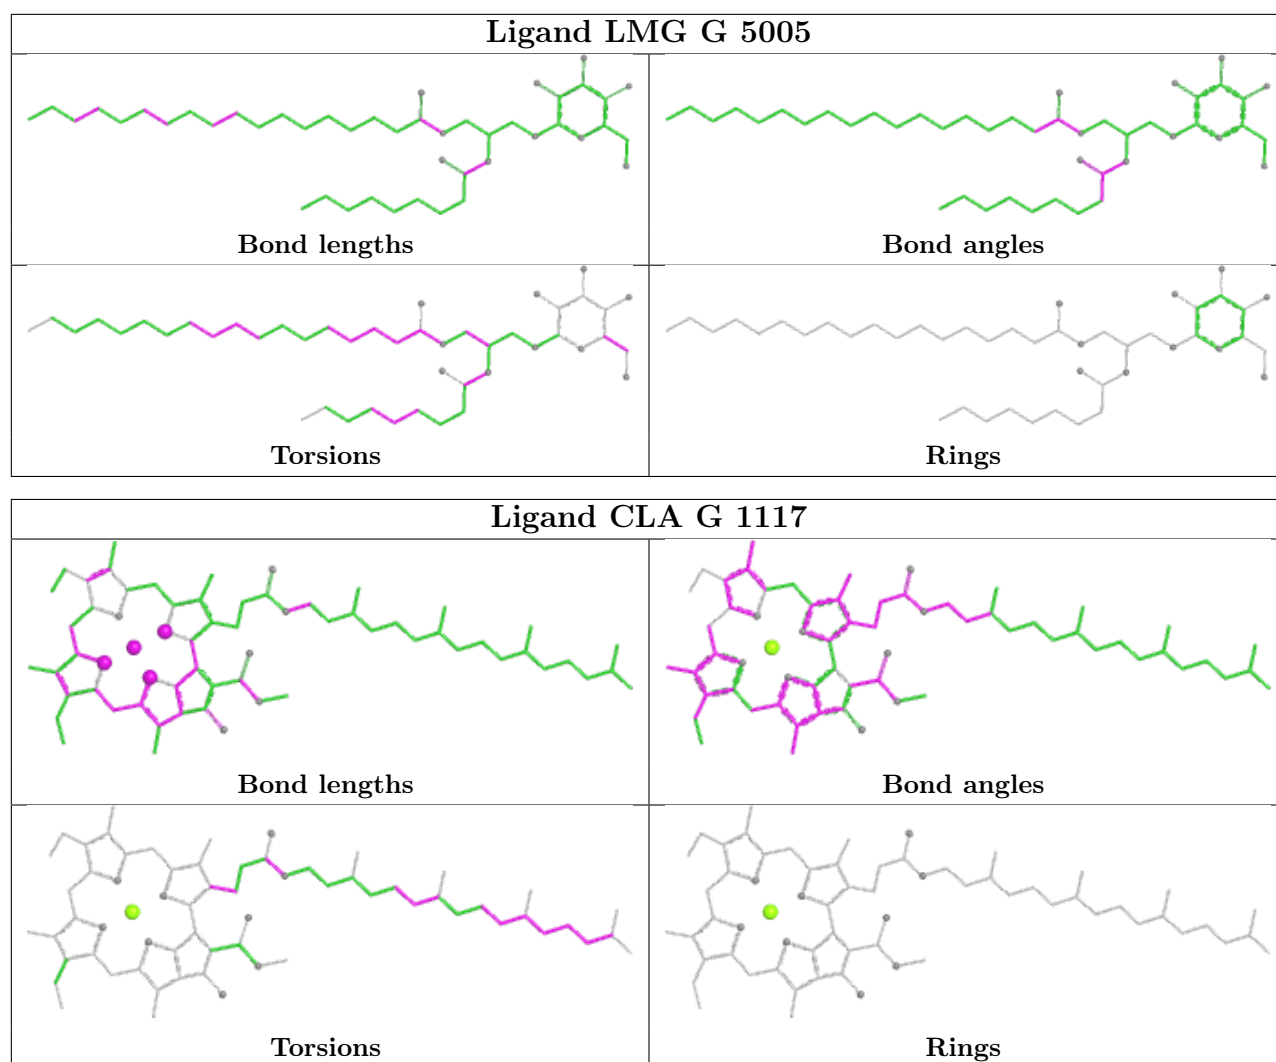 Ligand LMG G 5005
Bond lengths
Bond angles
Torsions
Rings
Ligand CLA G 1117
Bond lengths
Bond angles
Torsions
Rings